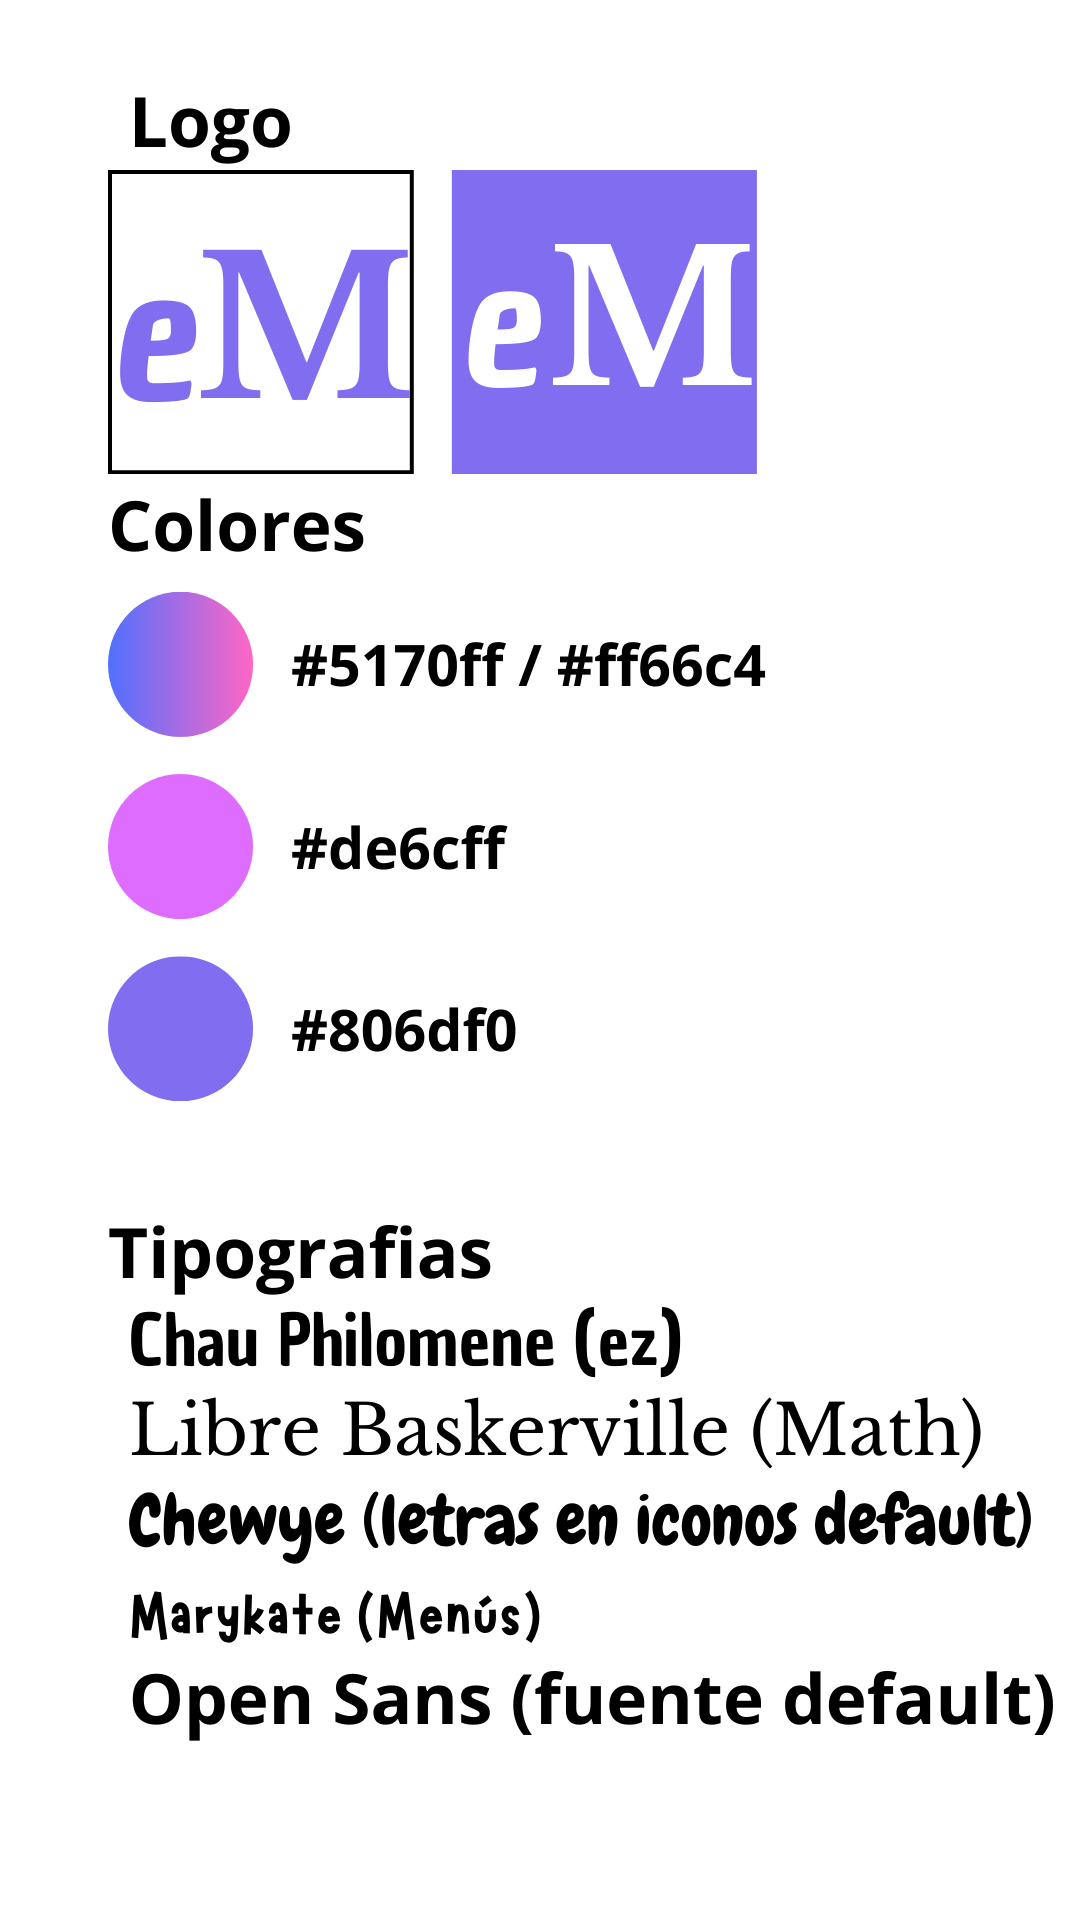 Logo
eM eM
Colores
#5170ff / #ff66c4
#de6cff
#806df0
Tipografias
Chau Philomene (ez)
Libre Baskerville (Math)
Chewye (letras en iconos default)
Marykate (Menús)
Open Sans (fuente default)